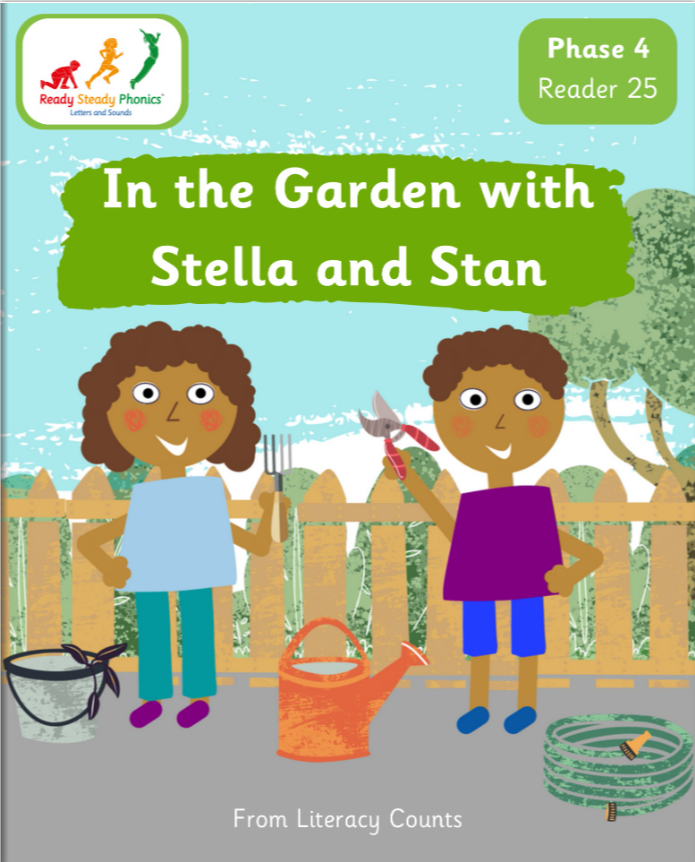 Ready Steady Phonics™
Letters and Sounds
Phase 4
Reader 25
In the Garden with
Stella and Stan
From Literacy Counts